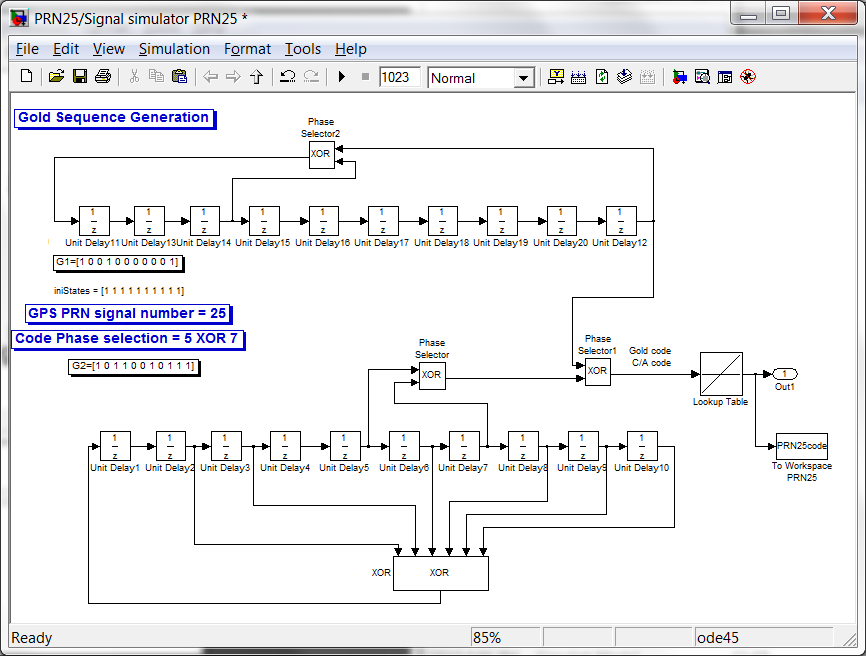 PRN25/Signal simulator PRN25 *
File Edit View Simulation Format Tools Help
1023 Normal
Gold Sequence Generation
Phase
Selector2
XOR
1 1 1 1 1 1 1 1 1 1
z z z z z z z z z z
Unit Delay11 Unit Delay13 Unit Delay14 Unit Delay15 Unit Delay16 Unit Delay17 Unit Delay18 Unit Delay19 Unit Delay20 Unit Delay12
G1=[1 0 0 1 0 0 0 0 0 0 1]
iniStates = [1 1 1 1 1 1 1 1 1 1]
GPS PRN signal number = 25
Code Phase selection = 5 XOR 7
G2=[1 0 1 1 0 0 1 0 1 1 1]
Phase
Selector
XOR
Phase
Selector1
XOR
Gold code
C/A code
Lookup Table
1
Out1
PRN25code
To Workspace
PRN25
1 1 1 1 1 1 1 1 1 1
z z z z z z z z z z
Unit Delay1 Unit Delay2 Unit Delay3 Unit Delay4 Unit Delay5 Unit Delay6 Unit Delay7 Unit Delay8 Unit Delay9 Unit Delay10
XOR XOR
Ready 85% ode45